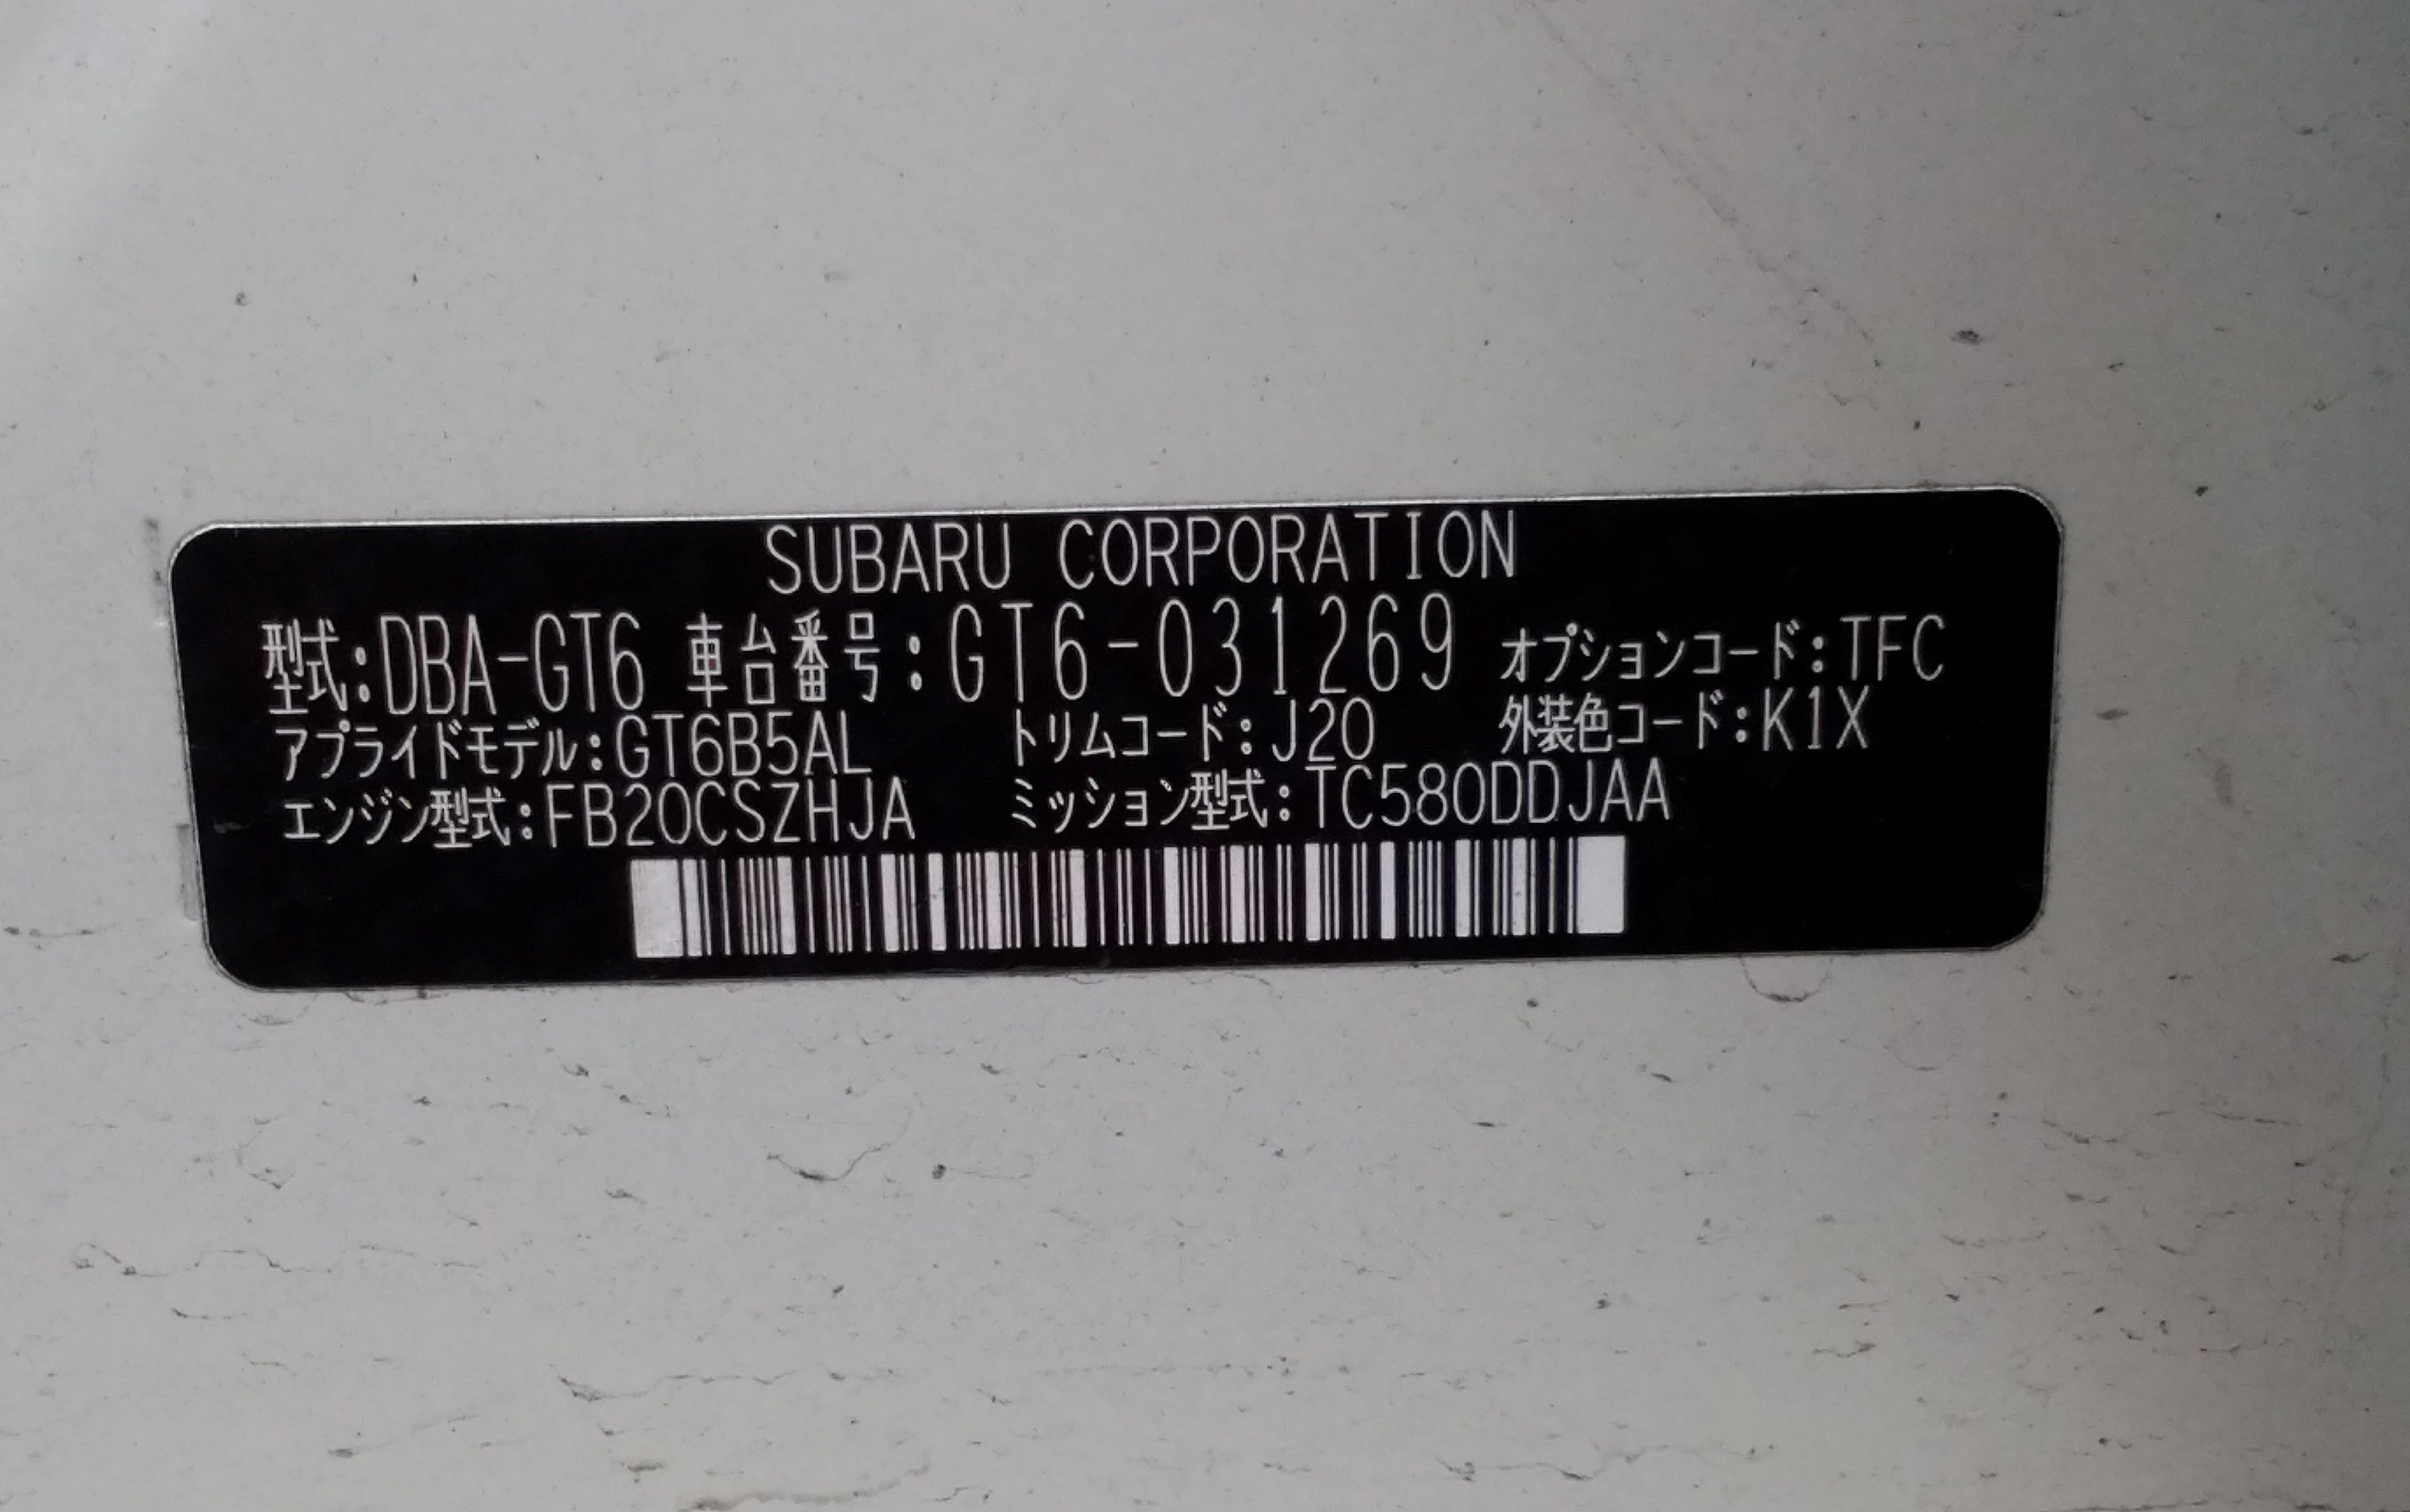 SUBARU CORPORATION
型式:DBA-GT6 車台番号:GT6-031269 オプションコード:TFC
アプライドモデル:GT6B5AL トリムコード:J20 外装色コード:K1X
エンジン型式:FB20CSZHJA ミッション型式:TC580DDJAA